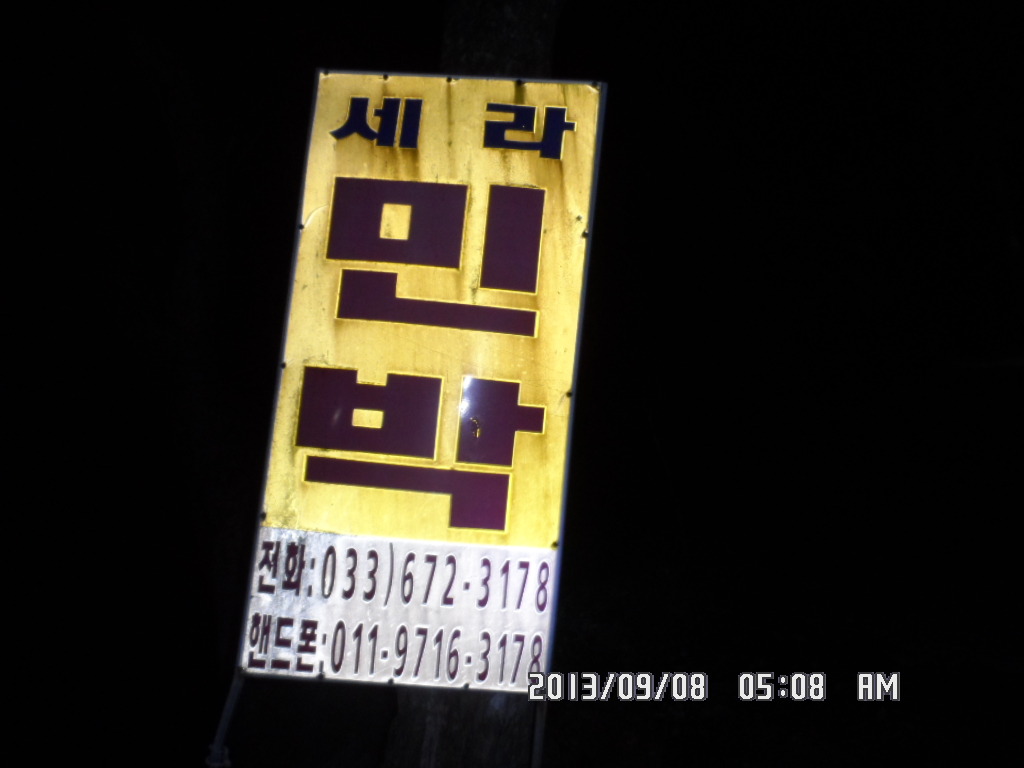 세 라
민
박
전화:033)672-3178
핸드폰:011-9716-3178
2013/09/08 05:08 AM